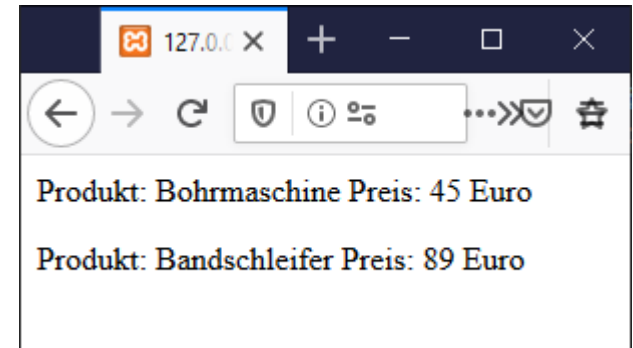 127.0.0
Produkt: Bohrmaschine Preis: 45 Euro
Produkt: Bandschleifer Preis: 89 Euro